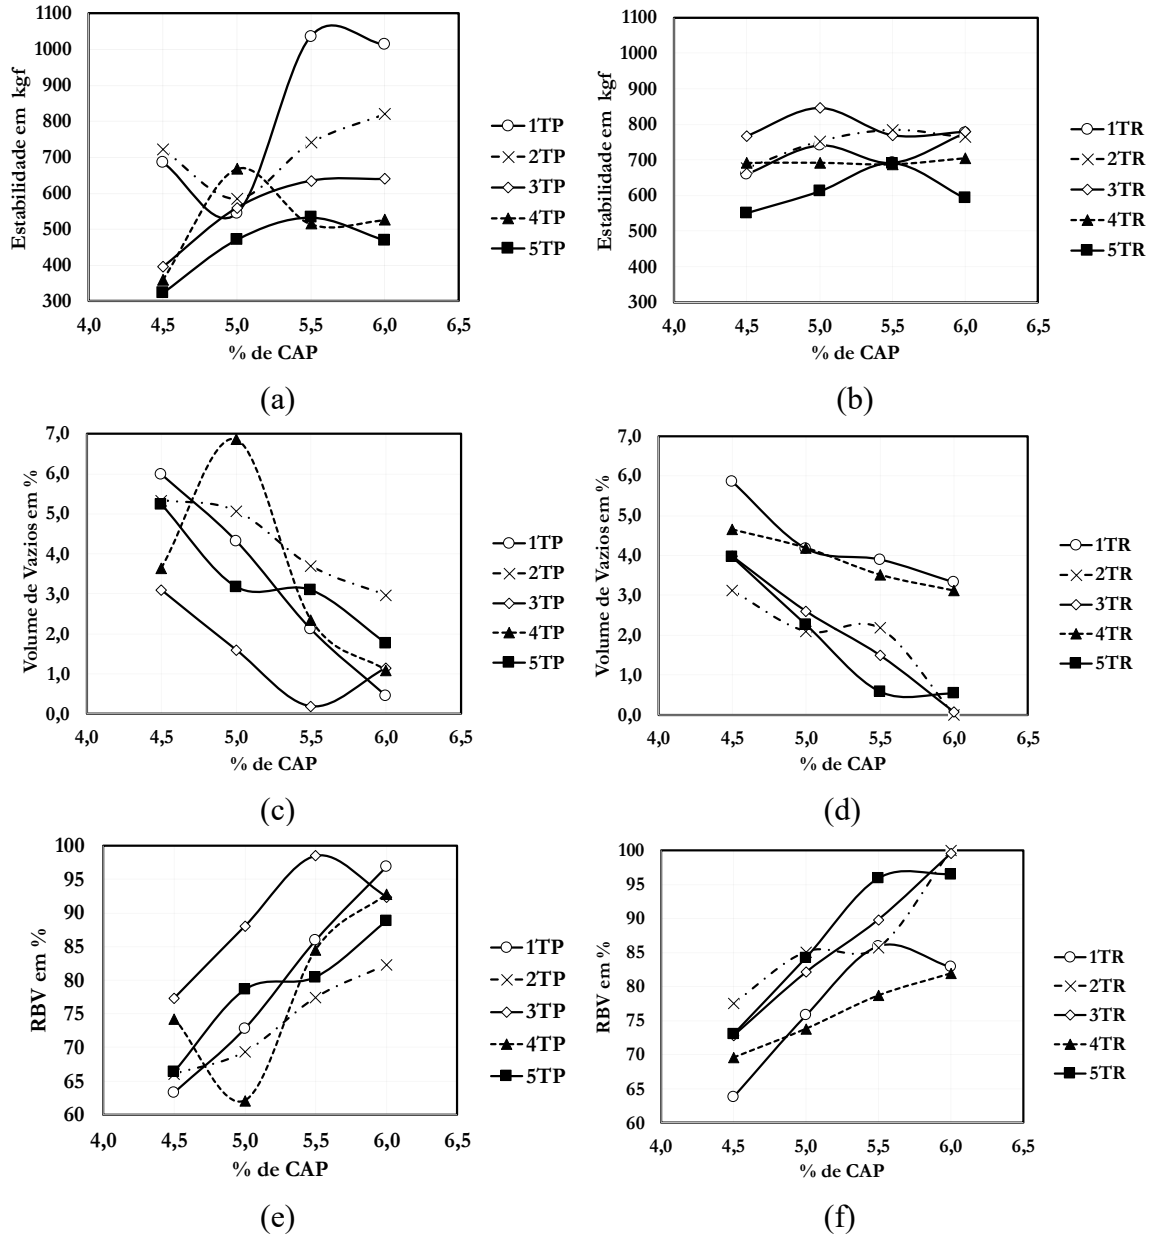 Estabilidade em kgf
1100
1000
900
800
700
600
500
400
300
4,0 4,5 5,0 5,5 6,0 6,5
% de CAP
1TP
2TP
3TP
4TP
5TP
(a)
Estabilidade em kgf
1100
1000
900
800
700
600
500
400
300
4,0 4,5 5,0 5,5 6,0 6,5
% de CAP
1TR
2TR
3TR
4TR
5TR
(b)
Volume de Vazios em %
7,0
6,0
5,0
4,0
3,0
2,0
1,0
0,0
4,0 4,5 5,0 5,5 6,0 6,5
% de CAP
1TP
2TP
3TP
4TP
5TP
(c)
Volume de Vazios em %
7,0
6,0
5,0
4,0
3,0
2,0
1,0
0,0
4,0 4,5 5,0 5,5 6,0 6,5
% de CAP
1TR
2TR
3TR
4TR
5TR
(d)
RBV em %
100
95
90
85
80
75
70
65
60
4,0 4,5 5,0 5,5 6,0 6,5
% de CAP
1TP
2TP
3TP
4TP
5TP
(e)
RBV em %
100
95
90
85
80
75
70
65
60
4,0 4,5 5,0 5,5 6,0 6,5
% de CAP
1TR
2TR
3TR
4TR
5TR
(f)